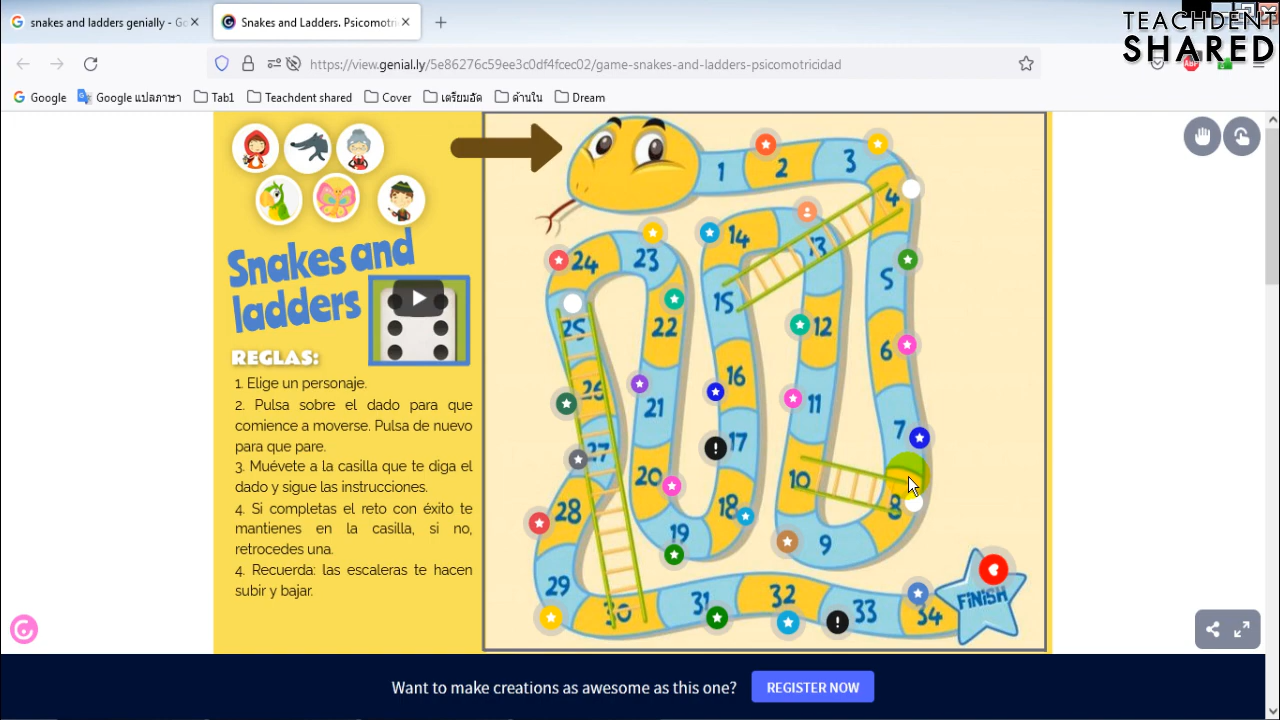 snakes and ladders genially - Go
Snakes and Ladders. Psicomotri
TEACHDENT
SHARED
https://view.genial.ly/5e86276c59ee3c0df4fcec02/game-snakes-and-ladders-psicomotricidad
Google
Google แปลภาษา
Tab1
Teachdent shared
Cover
เตรียมอัด
ด้านใน
Dream
Snakes and
ladders
REGLAS:
1. Elige un personaje.
2. Pulsa sobre el dado para que
comience a moverse. Pulsa de nuevo
para que pare.
3. Muévete a la casilla que te diga el
dado y sigue las instrucciones.
4. Si completas el reto con éxito te
mantienes en la casilla, si no,
retrocedes una.
4. Recuerda: las escaleras te hacen
subir y bajar.
1
2
3
4
5
6
7
8
9
10
11
12
13
14
15
16
17
18
19
20
21
22
23
24
25
26
27
28
29
30
31
32
33
34
FINISH
Want to make creations as awesome as this one?
REGISTER NOW